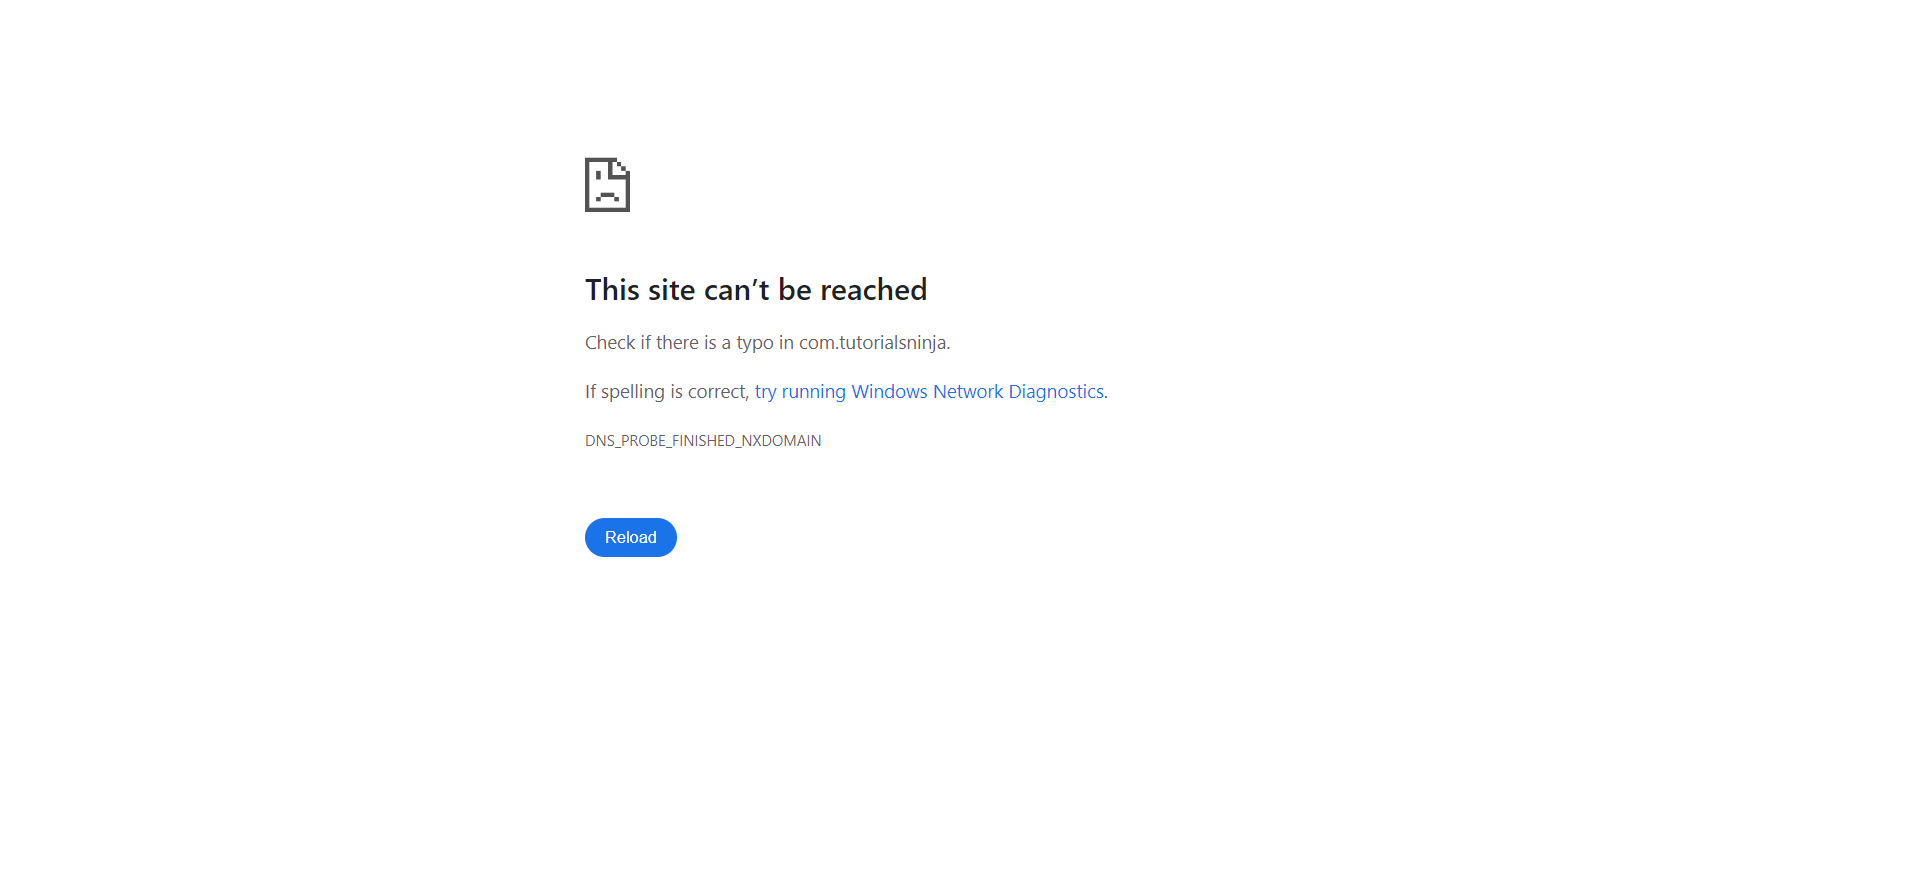 This site can’t be reached
Check if there is a typo in com.tutorialsninja.
If spelling is correct, try running Windows Network Diagnostics.
DNS_PROBE_FINISHED_NXDOMAIN
Reload